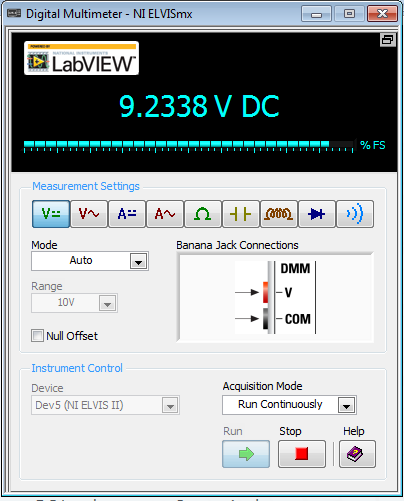 Digital Multimeter - NI ELVISmx
POWERED BY
NATIONAL INSTRUMENTS
LabVIEW™
9.2338 V DC
% FS
Measurement Settings
V= V~ A= A~ Ω
Mode
Banana Jack Connections
Auto
DMM
V
COM
Range
10V
Null Offset
Instrument Control
Device
Acquisition Mode
Dev5 (NI ELVIS II)
Run Continuously
Run Stop Help